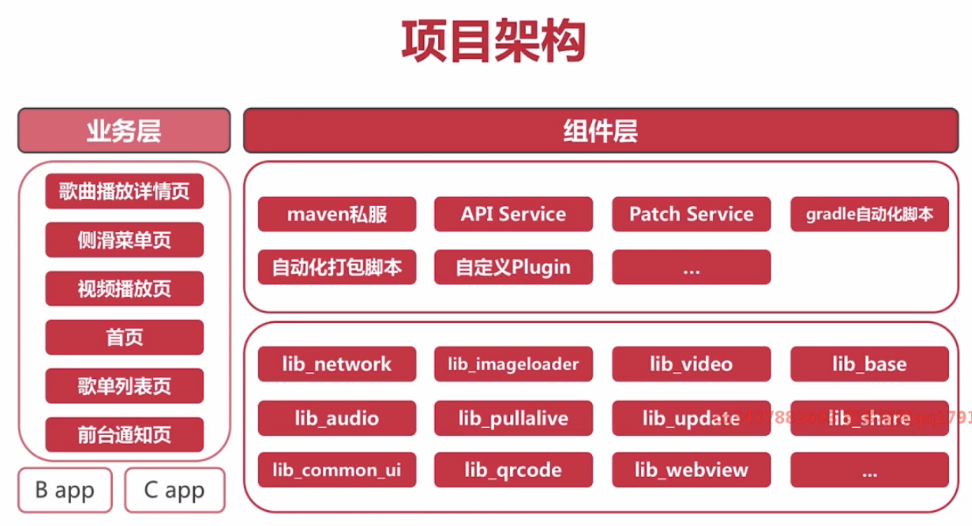 项目架构
业务层
组件层
歌曲播放详情页
侧滑菜单页
视频播放页
首页
歌单列表页
前台通知页
B app
C app
maven私服
API Service
Patch Service
gradle自动化脚本
自动化打包脚本
自定义Plugin
...
lib_network
lib_imageloader
lib_video
lib_base
lib_audio
lib_pullalive
lib_update
lib_share
lib_common_ui
lib_qrcode
lib_webview
...